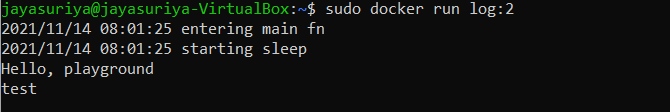 jayasuriya@jayasuriya-VirtualBox:~$ sudo docker run log:2
2021/11/14 08:01:25 entering main fn
2021/11/14 08:01:25 starting sleep
Hello, playground
test